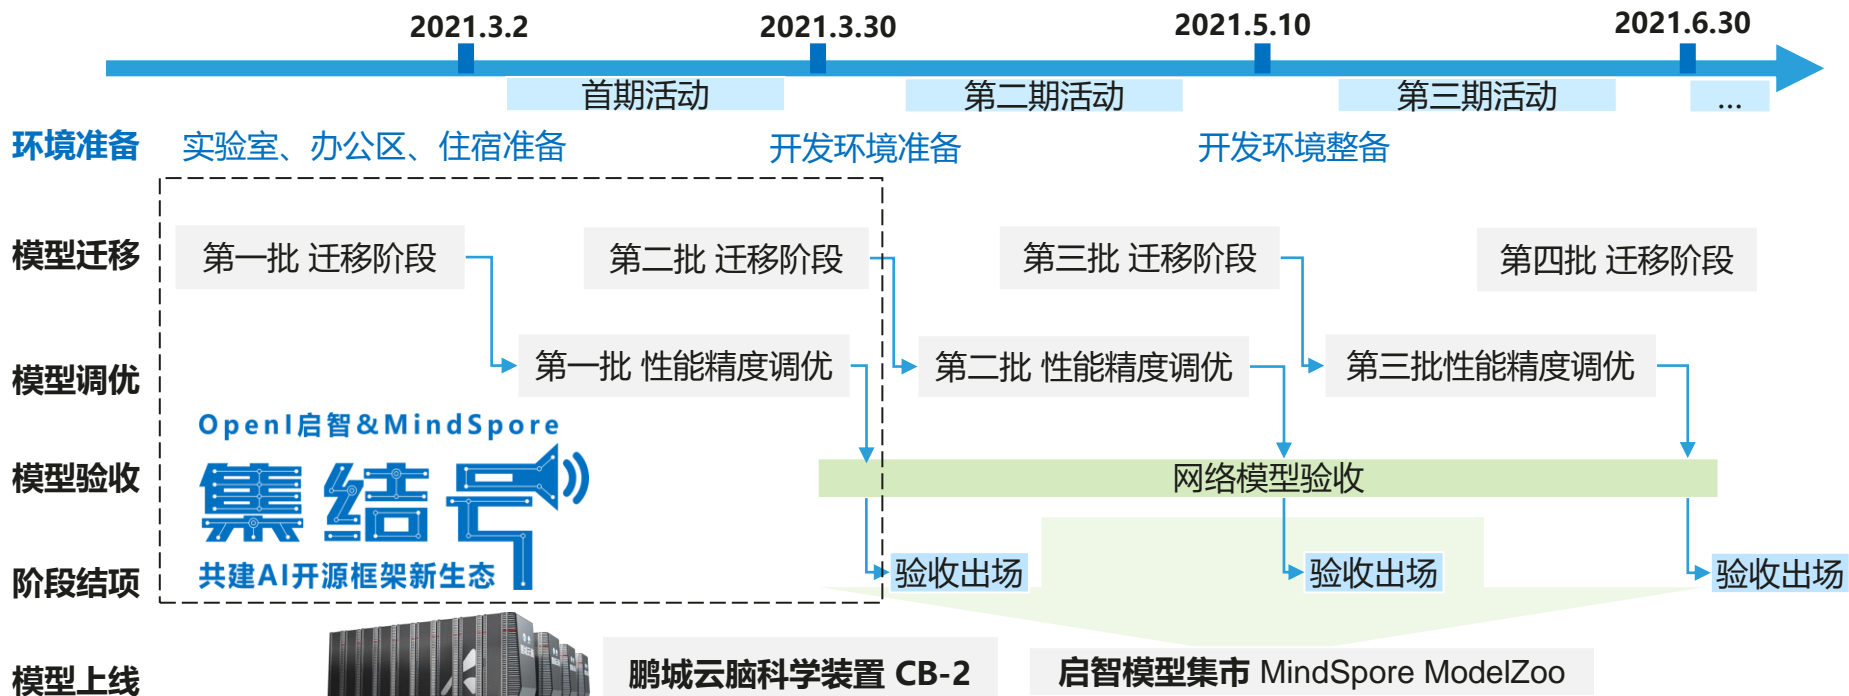 2021.3.2
2021.3.30
2021.5.10
2021.6.30
首期活动
第二期活动
第三期活动
...
环境准备
实验室、办公区、住宿准备
开发环境准备
开发环境整备
模型迁移
第一批 迁移阶段
第二批 迁移阶段
第三批 迁移阶段
第四批 迁移阶段
模型调优
第一批 性能精度调优
第二批 性能精度调优
第三批性能精度调优
OpenI启智&MindSpore
集结号
共建AI开源框架新生态
模型验收
网络模型验收
阶段结项
验收出场
验收出场
验收出场
模型上线
鹏城云脑科学装置 CB-2
启智模型集市 MindSpore ModelZoo